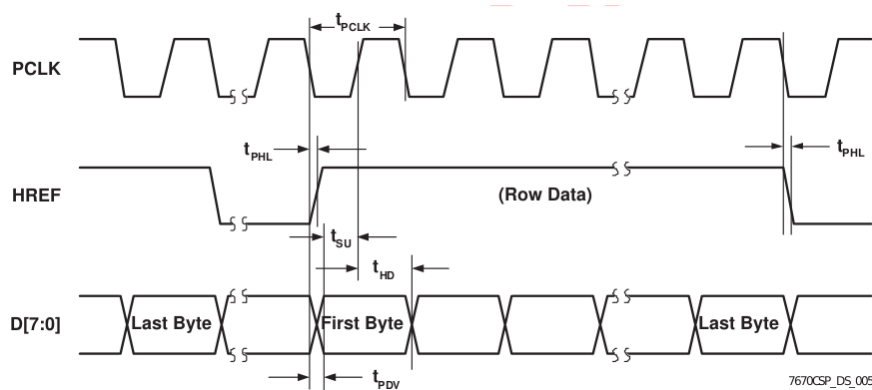 tPCLK
PCLK
tPHL
tPHL
HREF
(Row Data)
tSU
tHD
D[7:0]
Last Byte
First Byte
Last Byte
tPDV
7670CSP_DS_005